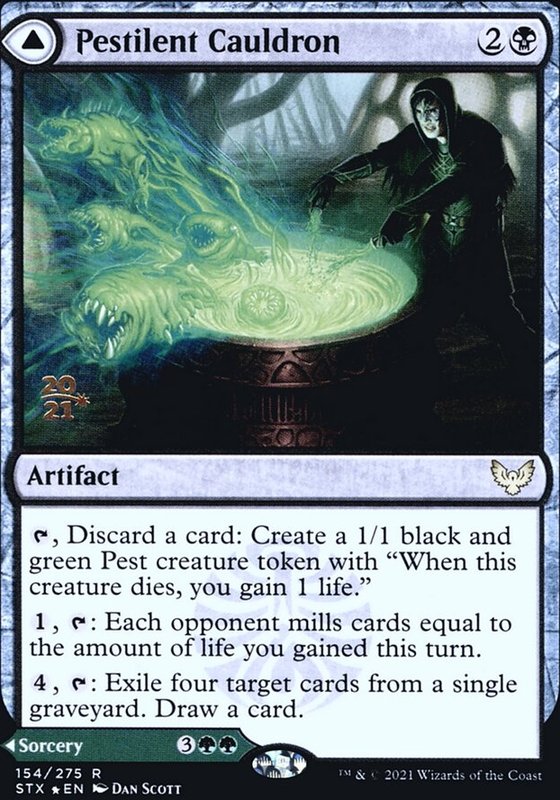 Pestilent Cauldron 2
20
21
Artifact
, Discard a card: Create a 1/1 black and
green Pest creature token with “When this
creature dies, you gain 1 life.”
1, : Each opponent mills cards equal to
the amount of life you gained this turn.
4, : Exile four target cards from a single
graveyard. Draw a card.
Sorcery 3
154/275 R
STX ★ EN Dan Scott
™ & © 2021 Wizards of the Coast